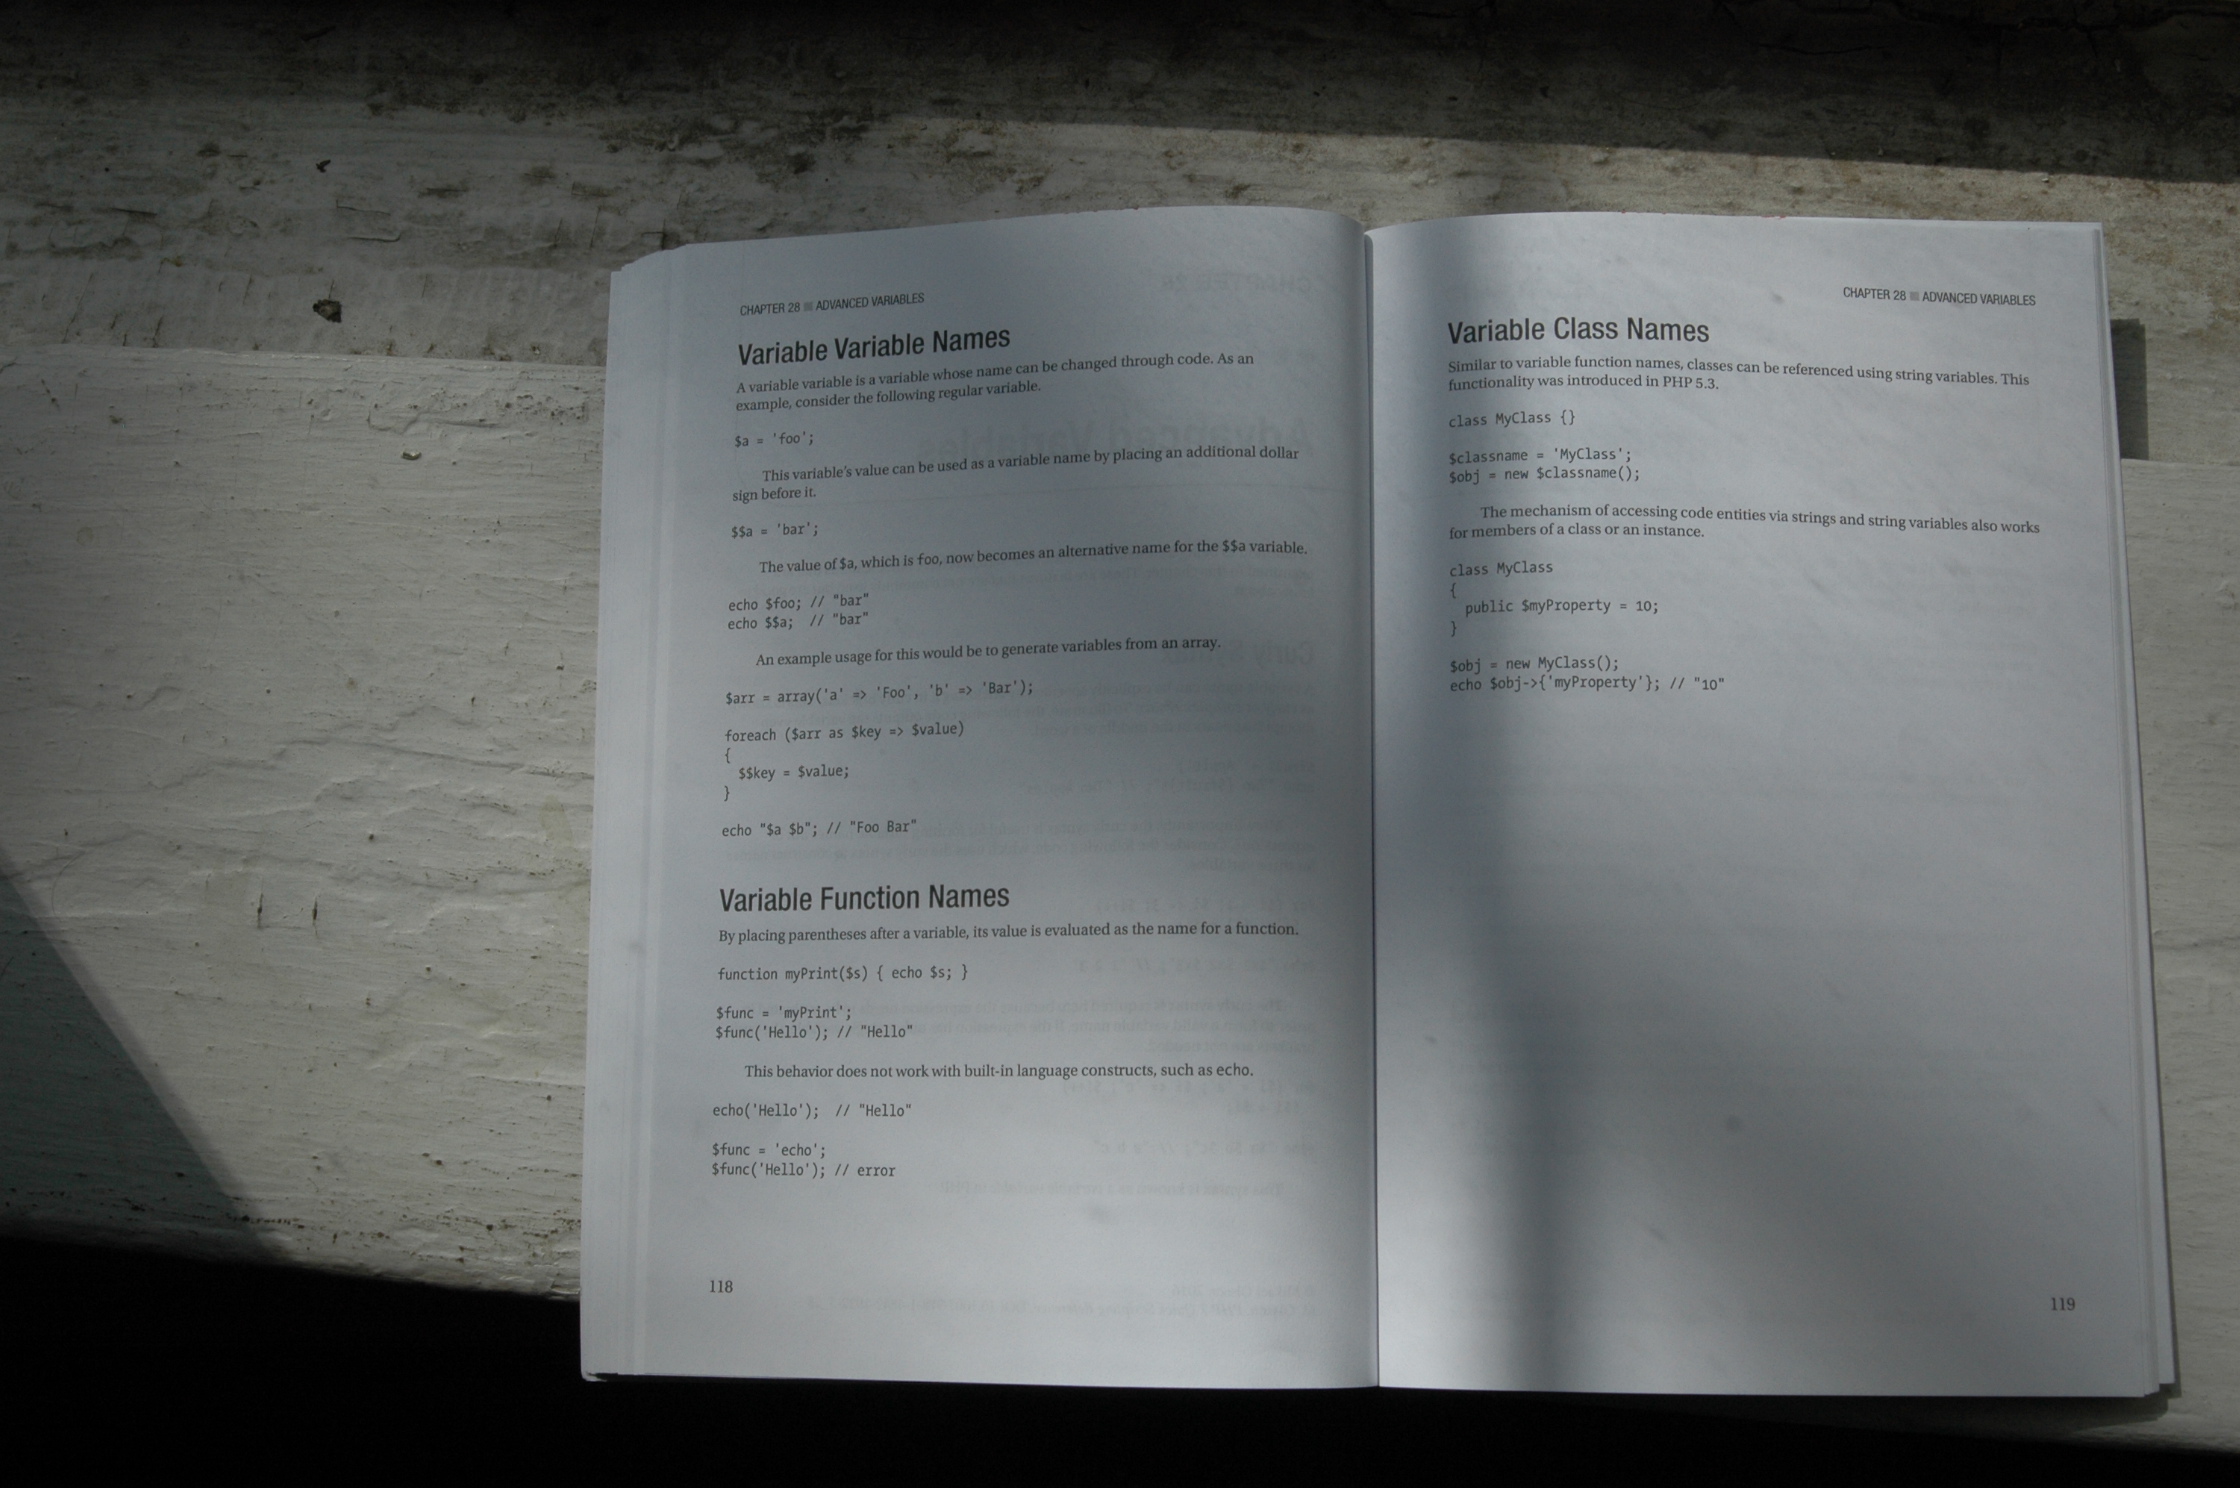 CHAPTER 28 ■ ADVANCED VARIABLES
Variable Variable Names
A variable variable is a variable whose name can be changed through code. As an
example, consider the following regular variable.
$a = 'foo';
This variable's value can be used as a variable name by placing an additional dollar
sign before it.
$$a = 'bar';
The value of $a, which is foo, now becomes an alternative name for the $$a variable.
echo $foo; // "bar"
echo $$a;  // "bar"
An example usage for this would be to generate variables from an array.
$arr = array('a' => 'Foo', 'b' => 'Bar');
foreach ($arr as $key => $value)
{
  $$key = $value;
}
echo "$a $b"; // "Foo Bar"
Variable Function Names
By placing parentheses after a variable, its value is evaluated as the name for a function.
function myPrint($s) { echo $s; }
$func = 'myPrint';
$func('Hello'); // "Hello"
This behavior does not work with built-in language constructs, such as echo.
echo('Hello');  // "Hello"
$func = 'echo';
$func('Hello'); // error
118
CHAPTER 28 ■ ADVANCED VARIABLES
Variable Class Names
Similar to variable function names, classes can be referenced using string variables. This
functionality was introduced in PHP 5.3.
class MyClass {}
$classname = 'MyClass';
$obj = new $classname();
The mechanism of accessing code entities via strings and string variables also works
for members of a class or an instance.
class MyClass
{
  public $myProperty = 10;
}
$obj = new MyClass();
echo $obj->{'myProperty'}; // "10"
119